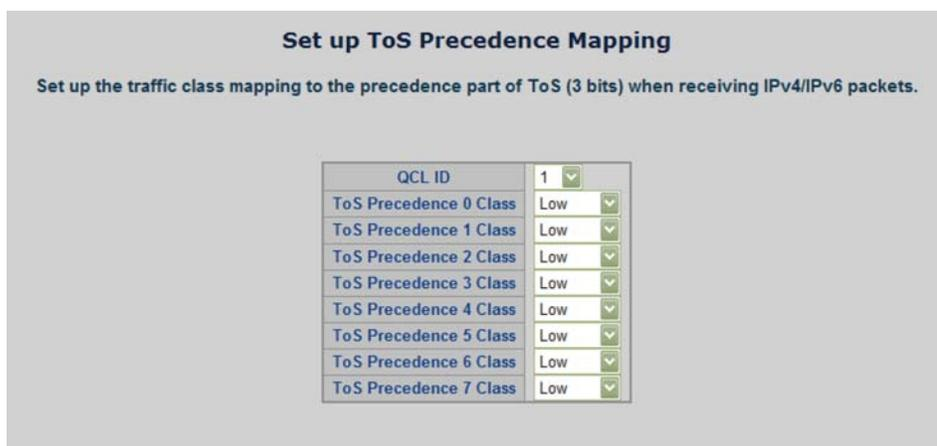 Set up ToS Precedence Mapping
Set up the traffic class mapping to the precedence part of ToS (3 bits) when receiving IPv4/IPv6 packets.
QCL ID 1
ToS Precedence 0 Class Low
ToS Precedence 1 Class Low
ToS Precedence 2 Class Low
ToS Precedence 3 Class Low
ToS Precedence 4 Class Low
ToS Precedence 5 Class Low
ToS Precedence 6 Class Low
ToS Precedence 7 Class Low